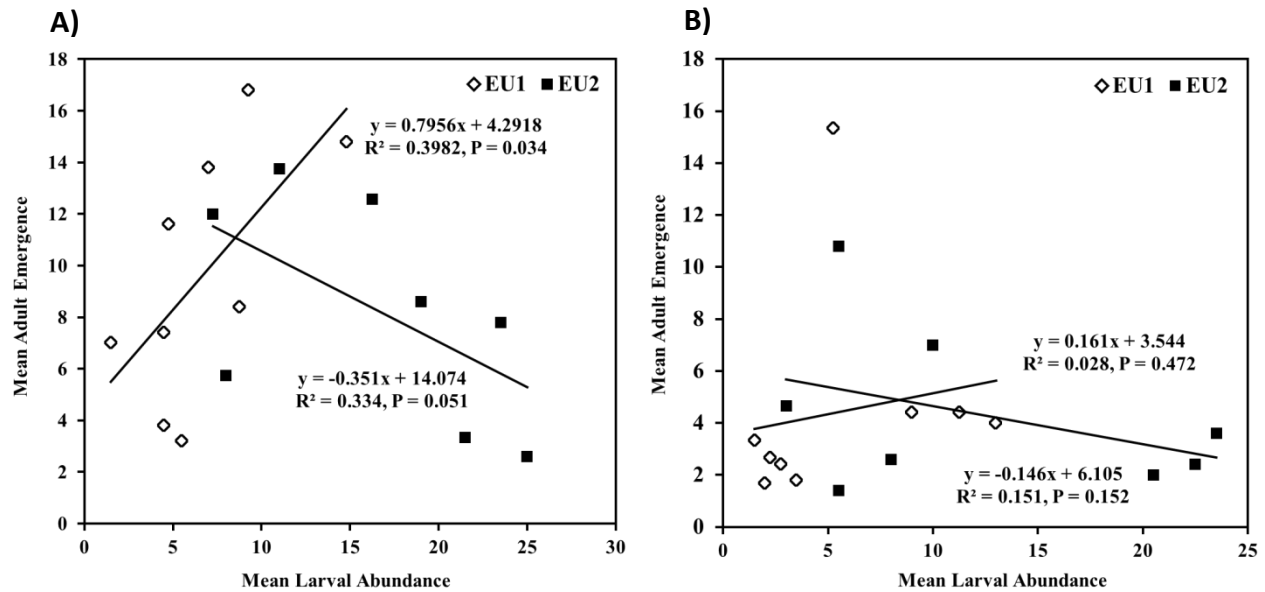 A)
18
16
14
12
10
8
6
4
2
0
Mean Adult Emergence
EU1 EU2
y = 0.7956x + 4.2918
R² = 0.3982, P = 0.034
y = -0.351x + 14.074
R² = 0.334, P = 0.051
0 5 10 15 20 25 30
Mean Larval Abundance
B)
18
16
14
12
10
8
6
4
2
0
Mean Adult Emergence
EU1 EU2
y = 0.161x + 3.544
R² = 0.028, P = 0.472
y = -0.146x + 6.105
R² = 0.151, P = 0.152
0 5 10 15 20 25
Mean Larval Abundance